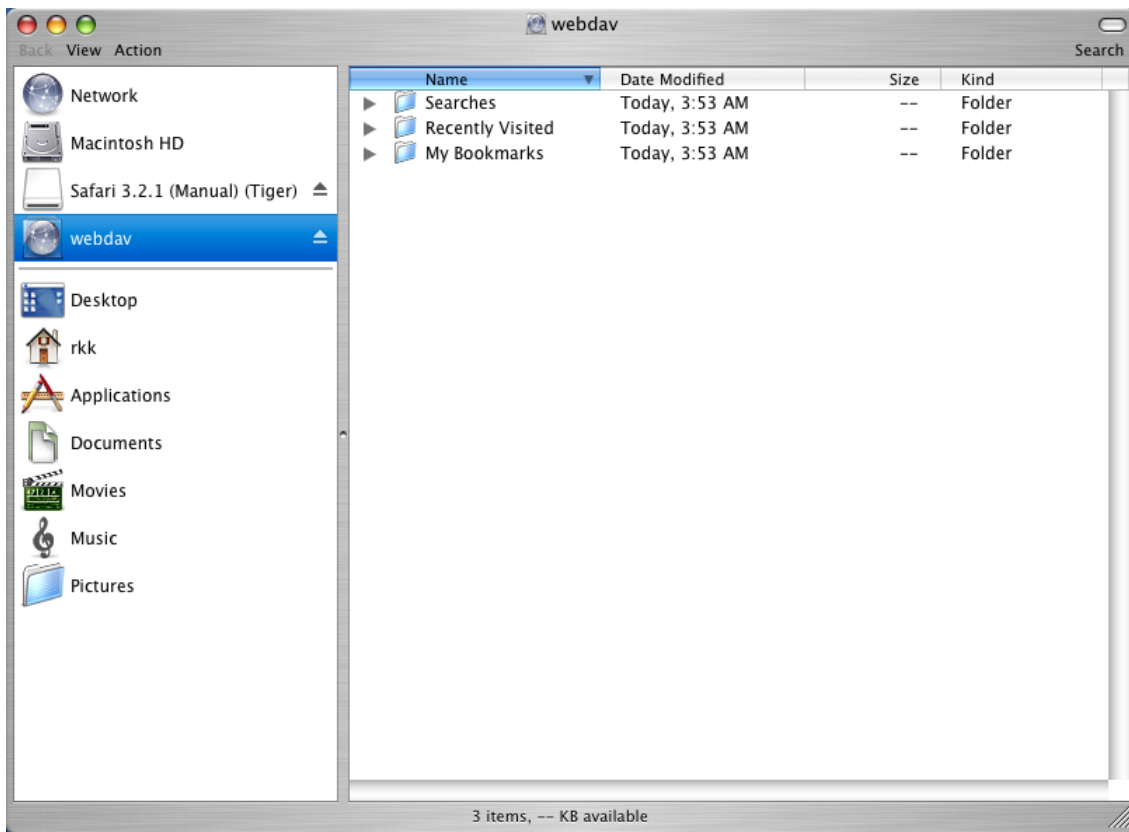 webdav
Back View Action Search
Network
Macintosh HD
Safari 3.2.1 (Manual) (Tiger)
webdav
Desktop
rkk
Applications
Documents
Movies
Music
Pictures
Name Date Modified Size Kind
Searches Today, 3:53 AM -- Folder
Recently Visited Today, 3:53 AM -- Folder
My Bookmarks Today, 3:53 AM -- Folder
3 items, -- KB available